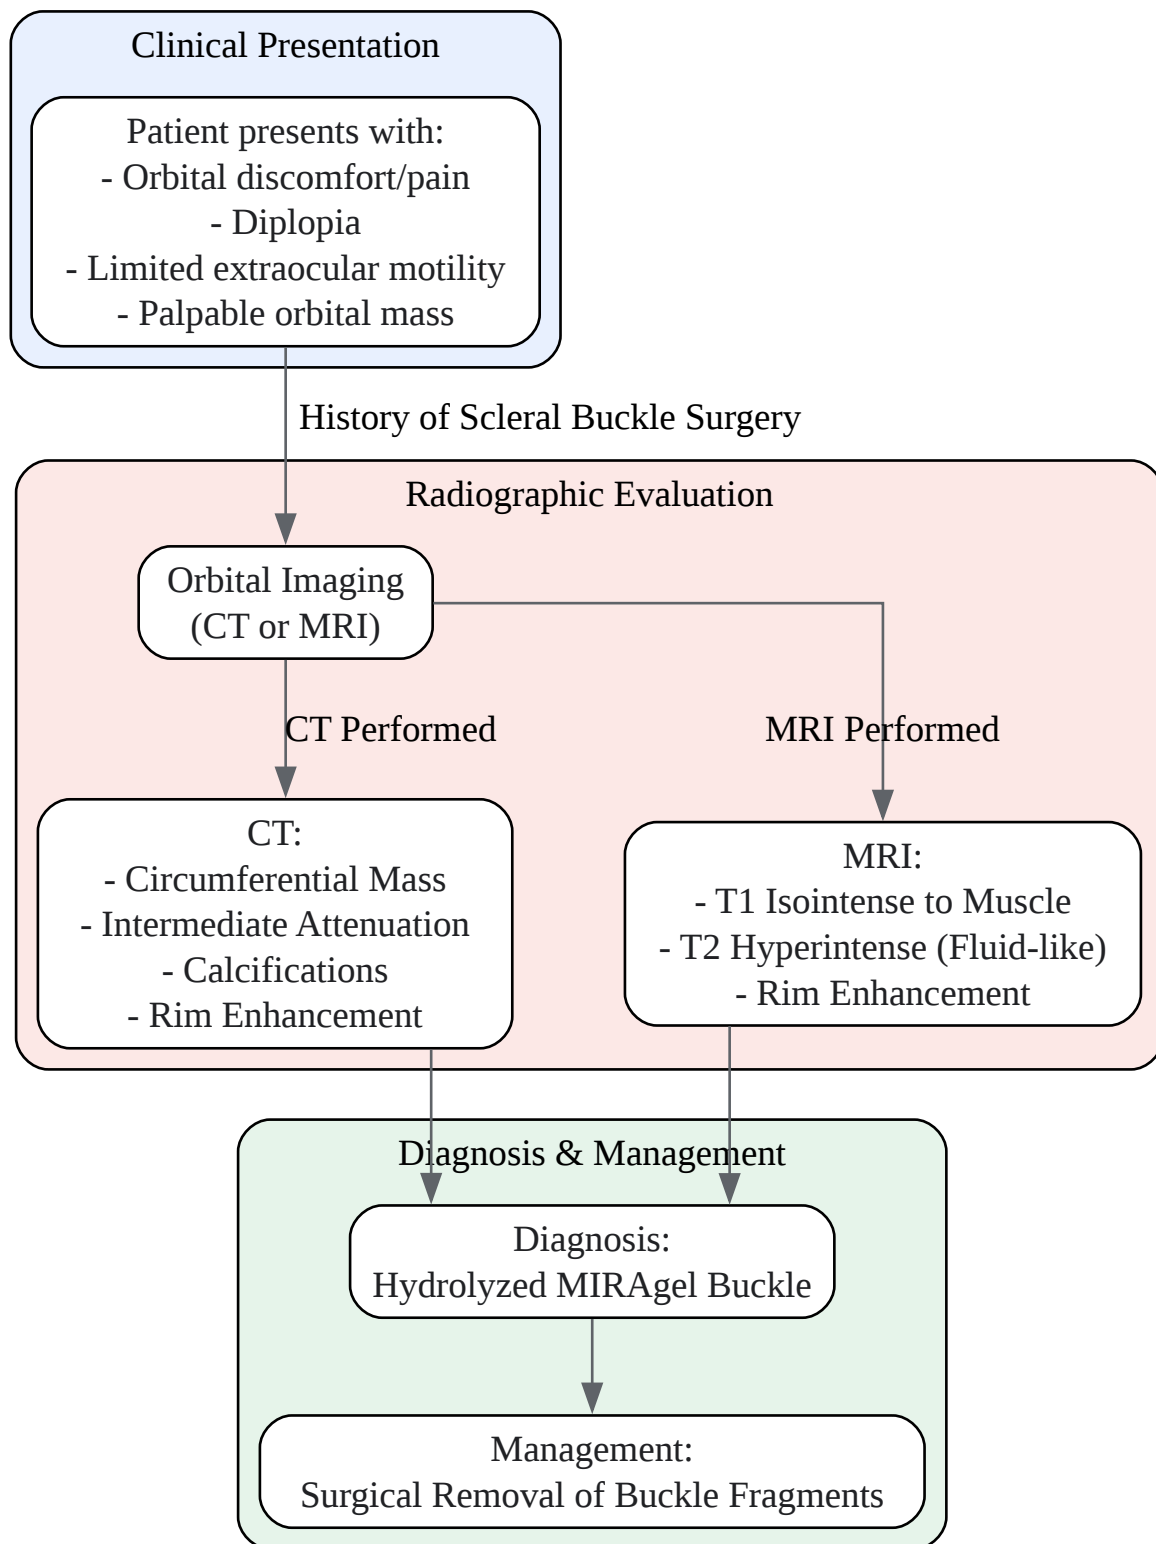 Clinical Presentation
Patient presents with:
- Orbital discomfort/pain
- Diplopia
- Limited extraocular motility
- Palpable orbital mass
History of Scleral Buckle Surgery
Radiographic Evaluation
Orbital Imaging
(CT or MRI)
CT Performed
MRI Performed
CT:
- Circumferential Mass
- Intermediate Attenuation
- Calcifications
- Rim Enhancement
MRI:
- T1 Isointense to Muscle
- T2 Hyperintense (Fluid-like)
- Rim Enhancement
Diagnosis & Management
Diagnosis:
Hydrolyzed MIRAgel Buckle
Management:
Surgical Removal of Buckle Fragments